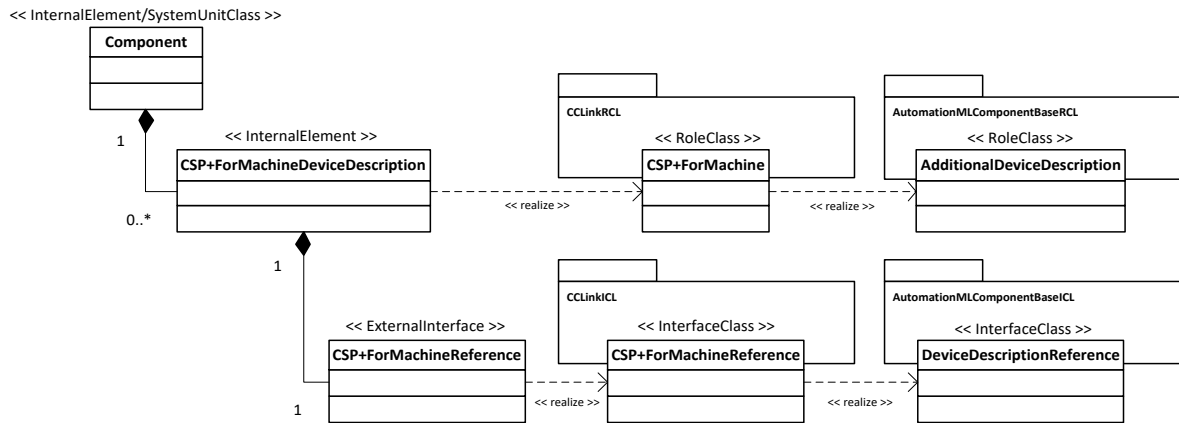 << InternalElement/SystemUnitClass >>
Component
1
<< InternalElement >>
CSP+ForMachineDeviceDescription
0..*
<< realize >>
CCLinkRCL
<< RoleClass >>
CSP+ForMachine
<< realize >>
AutomationMLComponentBaseRCL
<< RoleClass >>
AdditionalDeviceDescription
1
<< ExternalInterface >>
CSP+ForMachineReference
1
<< realize >>
CCLinkICL
<< InterfaceClass >>
CSP+ForMachineReference
<< realize >>
AutomationMLComponentBaseICL
<< InterfaceClass >>
DeviceDescriptionReference